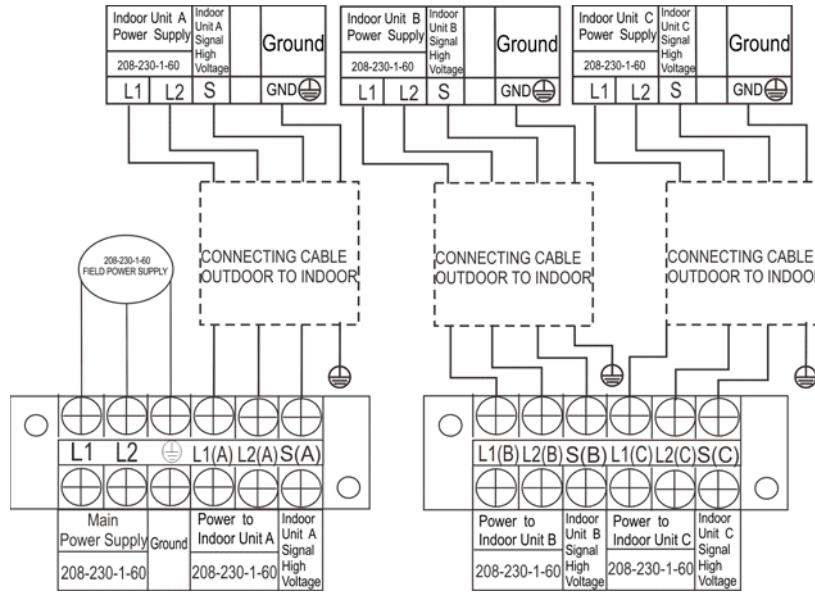 Indoor Unit A
Power Supply
208-230-1-60
Indoor
Unit A
Signal
High
Voltage
Ground
L1 L2 S GND
Indoor Unit B
Power Supply
208-230-1-60
Indoor
Unit B
Signal
High
Voltage
Ground
L1 L2 S GND
Indoor Unit C
Power Supply
208-230-1-60
Indoor
Unit C
Signal
High
Voltage
Ground
L1 L2 S GND
CONNECTING CABLE
OUTDOOR TO INDOOR
CONNECTING CABLE
OUTDOOR TO INDOOR
CONNECTING CABLE
OUTDOOR TO INDOOR
208-230-1-60
FIELD POWER SUPPLY
L1 L2 L1(A) L2(A) S(A)
Main
Power Supply
208-230-1-60
Ground
Power to
Indoor Unit A
208-230-1-60
Indoor
Unit A
Signal
High
Voltage
L1(B) L2(B) S(B) L1(C) L2(C) S(C)
Power to
Indoor Unit B
208-230-1-60
Indoor
Unit B
Signal
High
Voltage
Power to
Indoor Unit C
208-230-1-60
Indoor
Unit C
Signal
High
Voltage